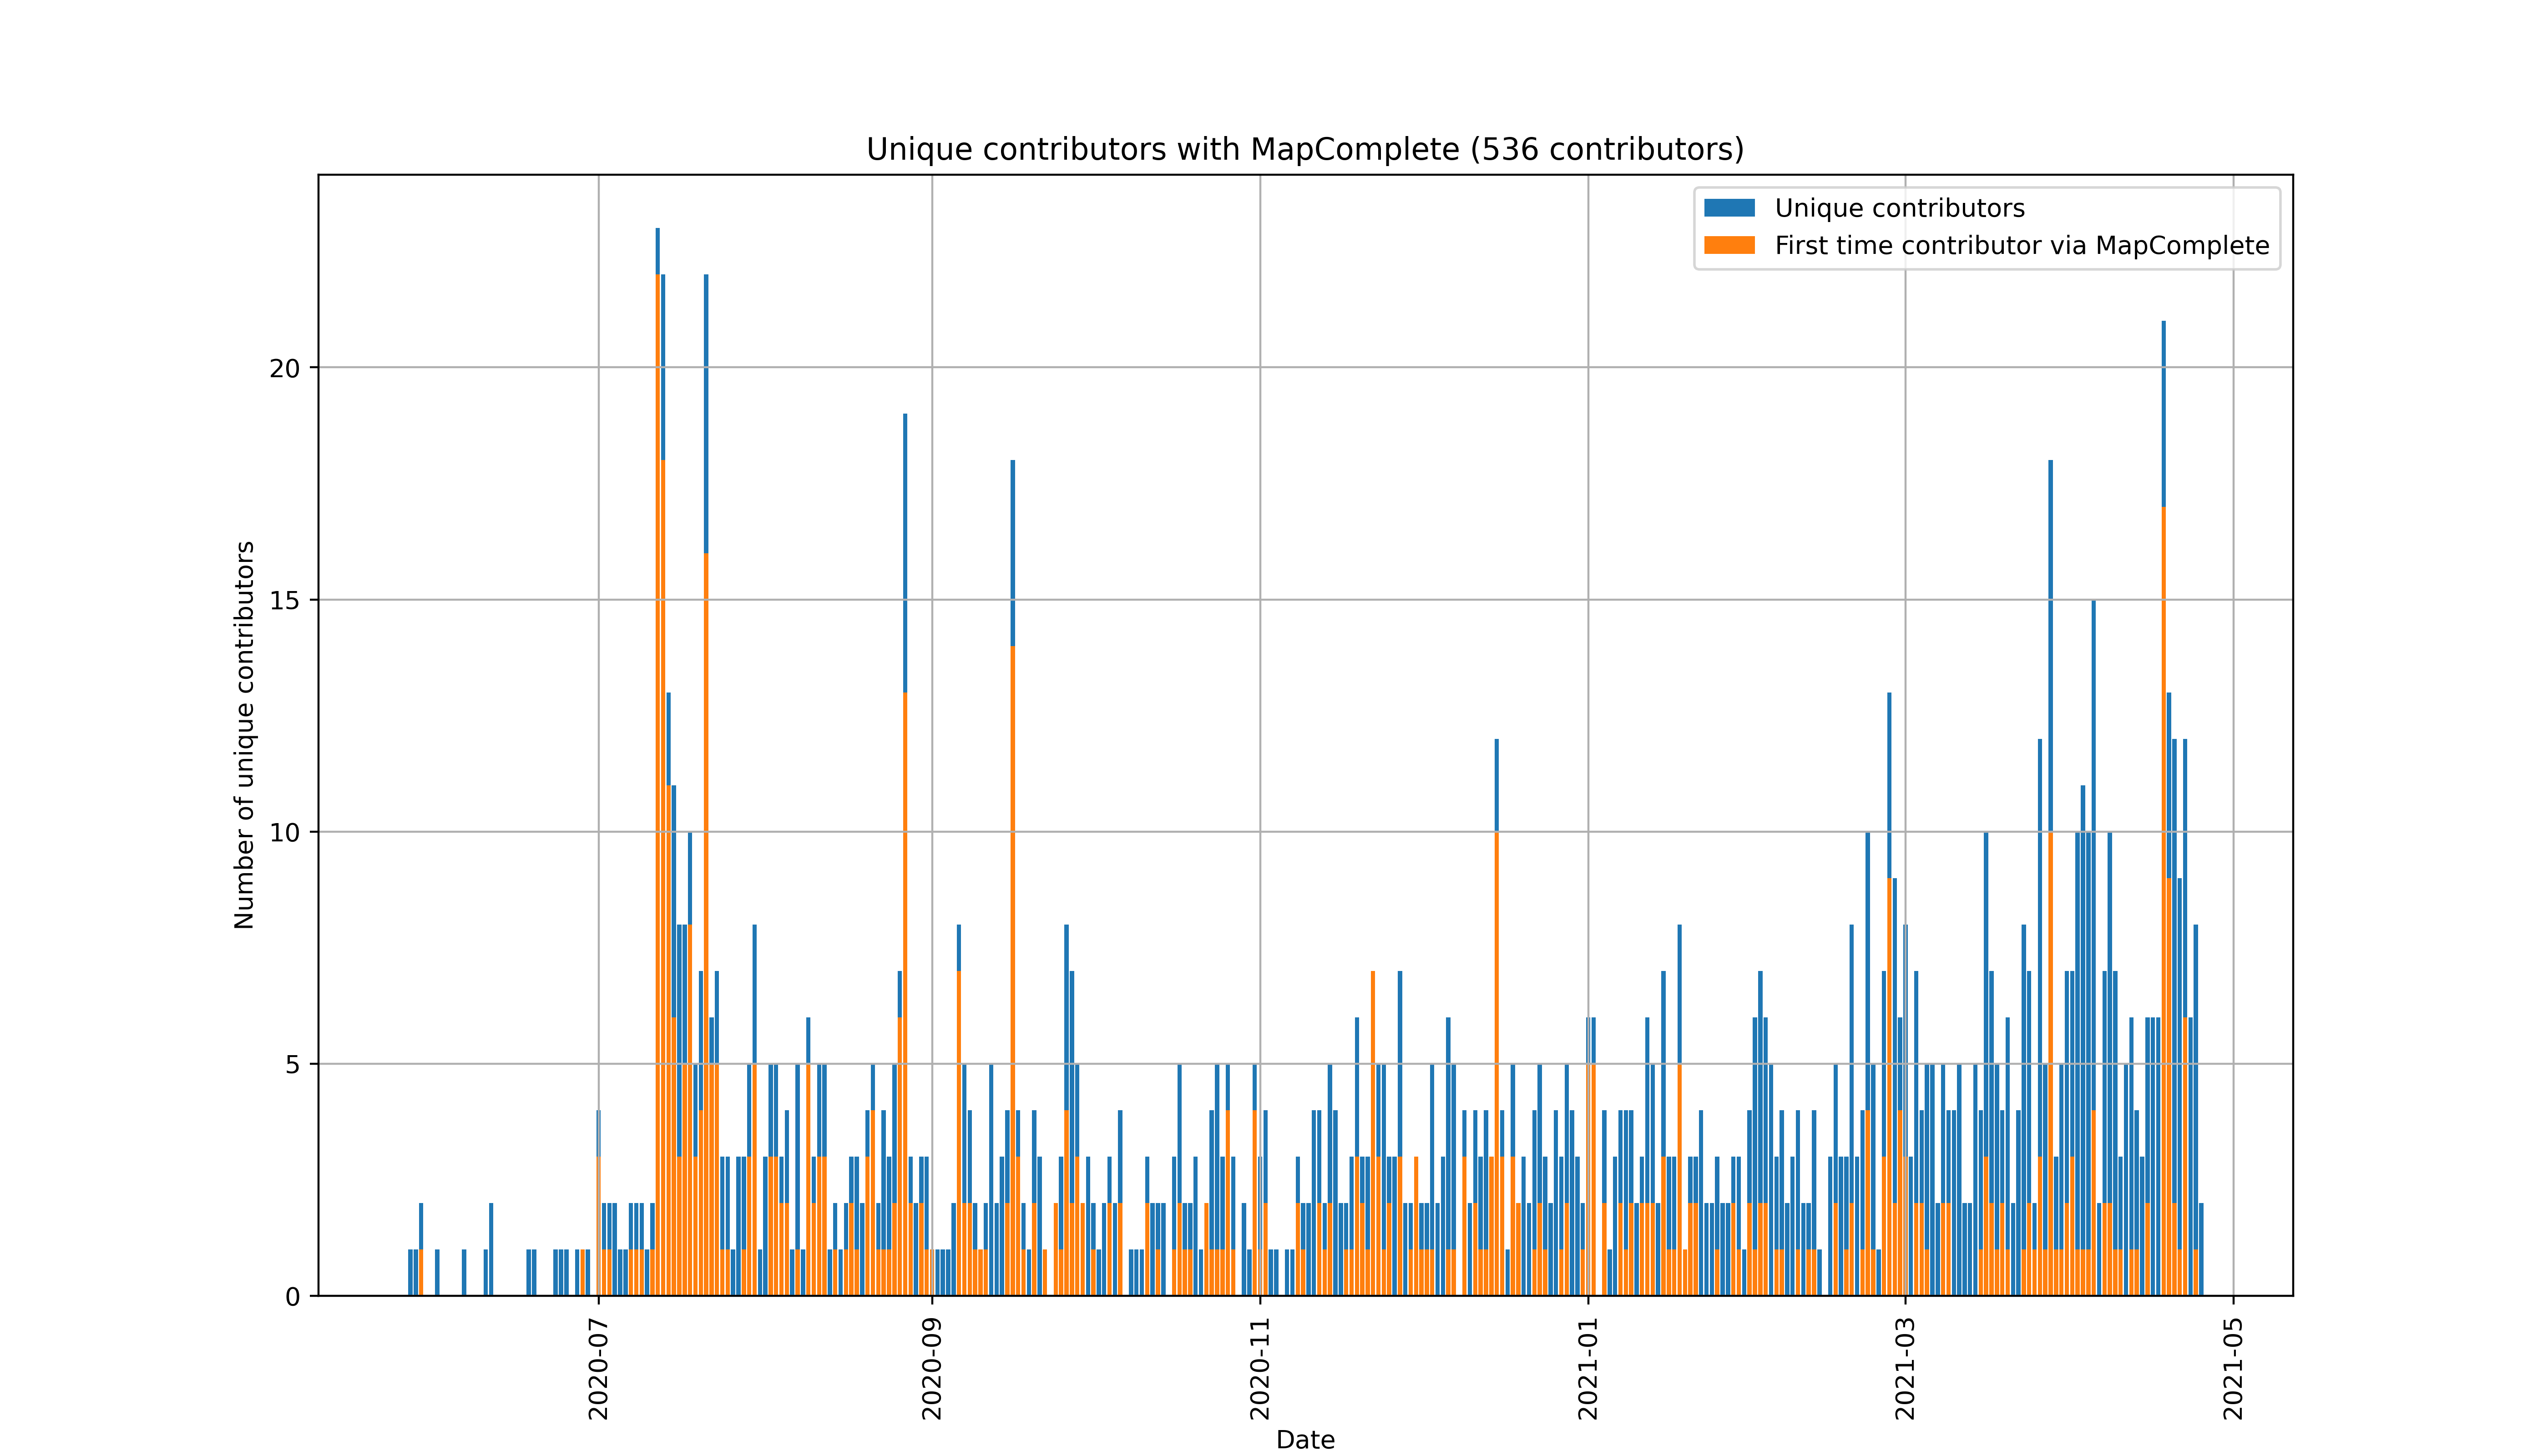 Unique contributors with MapComplete (536 contributors)
Unique contributors
First time contributor via MapComplete
Number of unique contributors
20
15
10
5
0
2020-07
2020-09
2020-11
2021-01
2021-03
2021-05
Date